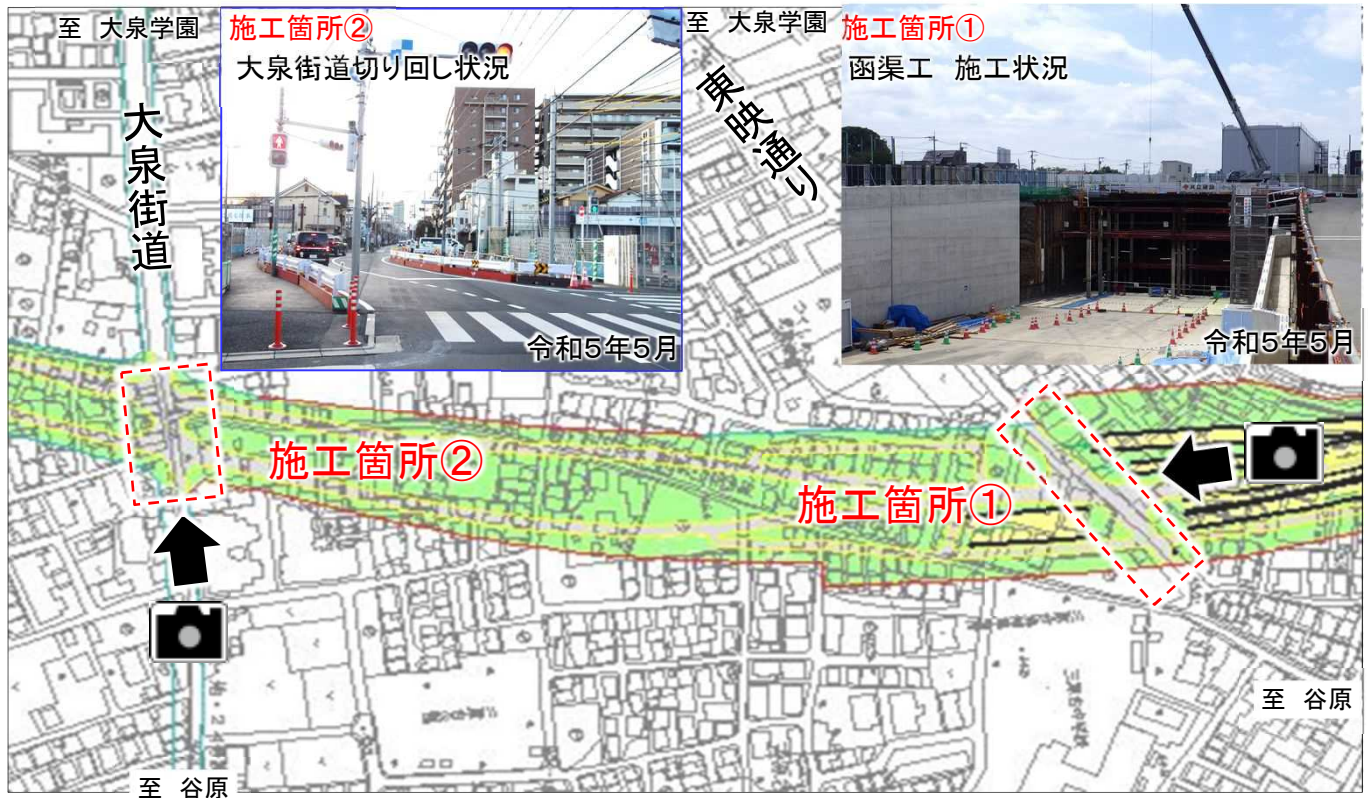 至 大泉学園
施工箇所②
大泉街道切り回し状況
令和5年5月
至 大泉学園
施工箇所①
函渠工 施工状況
令和5年5月
大泉街道
東映通り
施工箇所②
施工箇所①
至 谷原
至 谷原